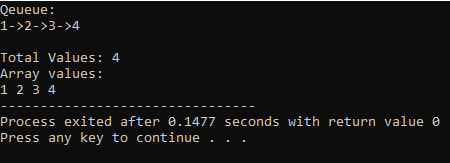 Qeueue:
1->2->3->4
Total Values: 4
Array values:
1 2 3 4
--------------------------------
Process exited after 0.1477 seconds with return value 0
Press any key to continue . . .